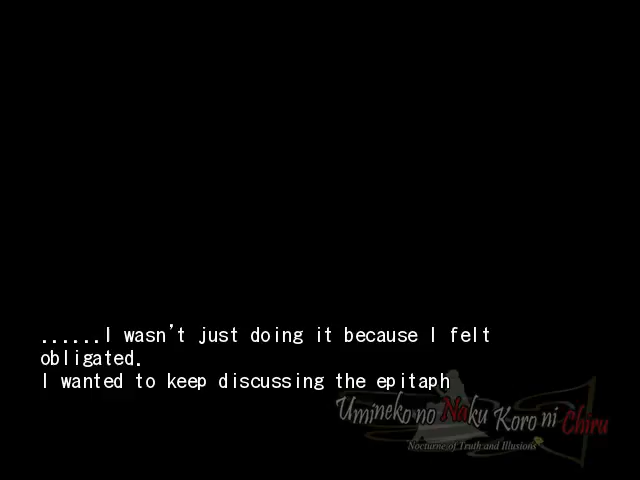 ......I wasn't just doing it because I felt
obligated.
I wanted to keep discussing the epitaph
Umineko no Naku Koro ni Chiru
Nocturne of Truth and Illusions